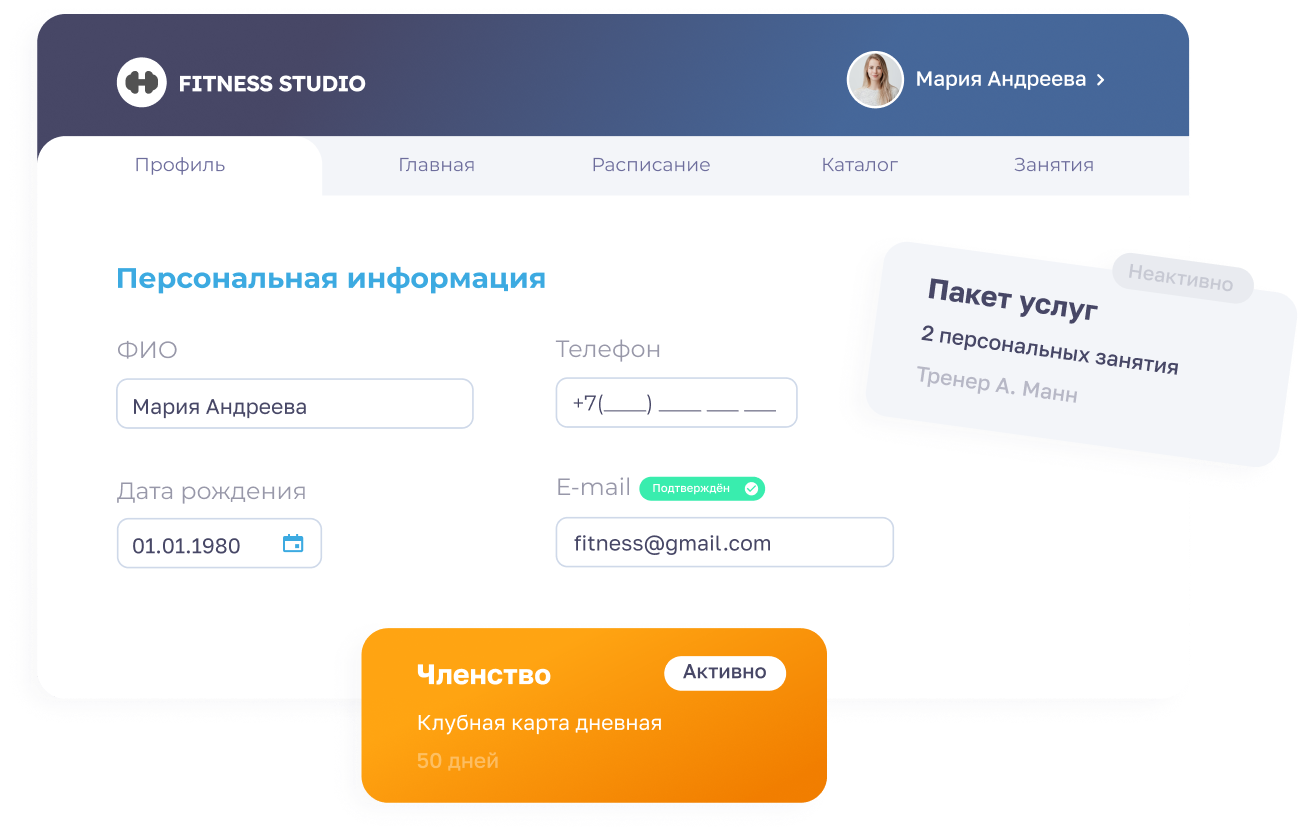 FITNESS STUDIO
Мария Андреева
Профиль
Главная
Расписание
Каталог
Занятия
Персональная информация
ФИО
Мария Андреева
Телефон
+7(____) ____ ___ ___
Дата рождения
01.01.1980
E-mail
Подтверждён
fitness@gmail.com
Неактивно
Пакет услуг
2 персональных занятия
Тренер А. Манн
Членство
Активно
Клубная карта дневная
50 дней